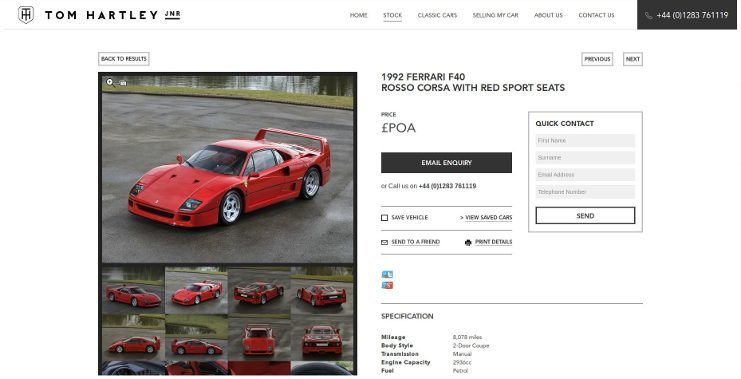 TOM HARTLEY JNR
HOME STOCK CLASSIC CARS SELLING MY CAR ABOUT US CONTACT US
+44 (0)1283 761119
BACK TO RESULTS
PREVIOUS NEXT
1992 FERRARI F40
ROSSO CORSA WITH RED SPORT SEATS
PRICE
£POA
EMAIL ENQUIRY
or Call us on +44 (0)1283 761119
SAVE VEHICLE > VIEW SAVED CARS
SEND TO A FRIEND PRINT DETAILS
QUICK CONTACT
First Name
Surname
Email Address
Telephone Number
SEND
SPECIFICATION
Mileage 8,078 miles
Body Style 2-Door Coupe
Transmission Manual
Engine Capacity 2936cc
Fuel Petrol